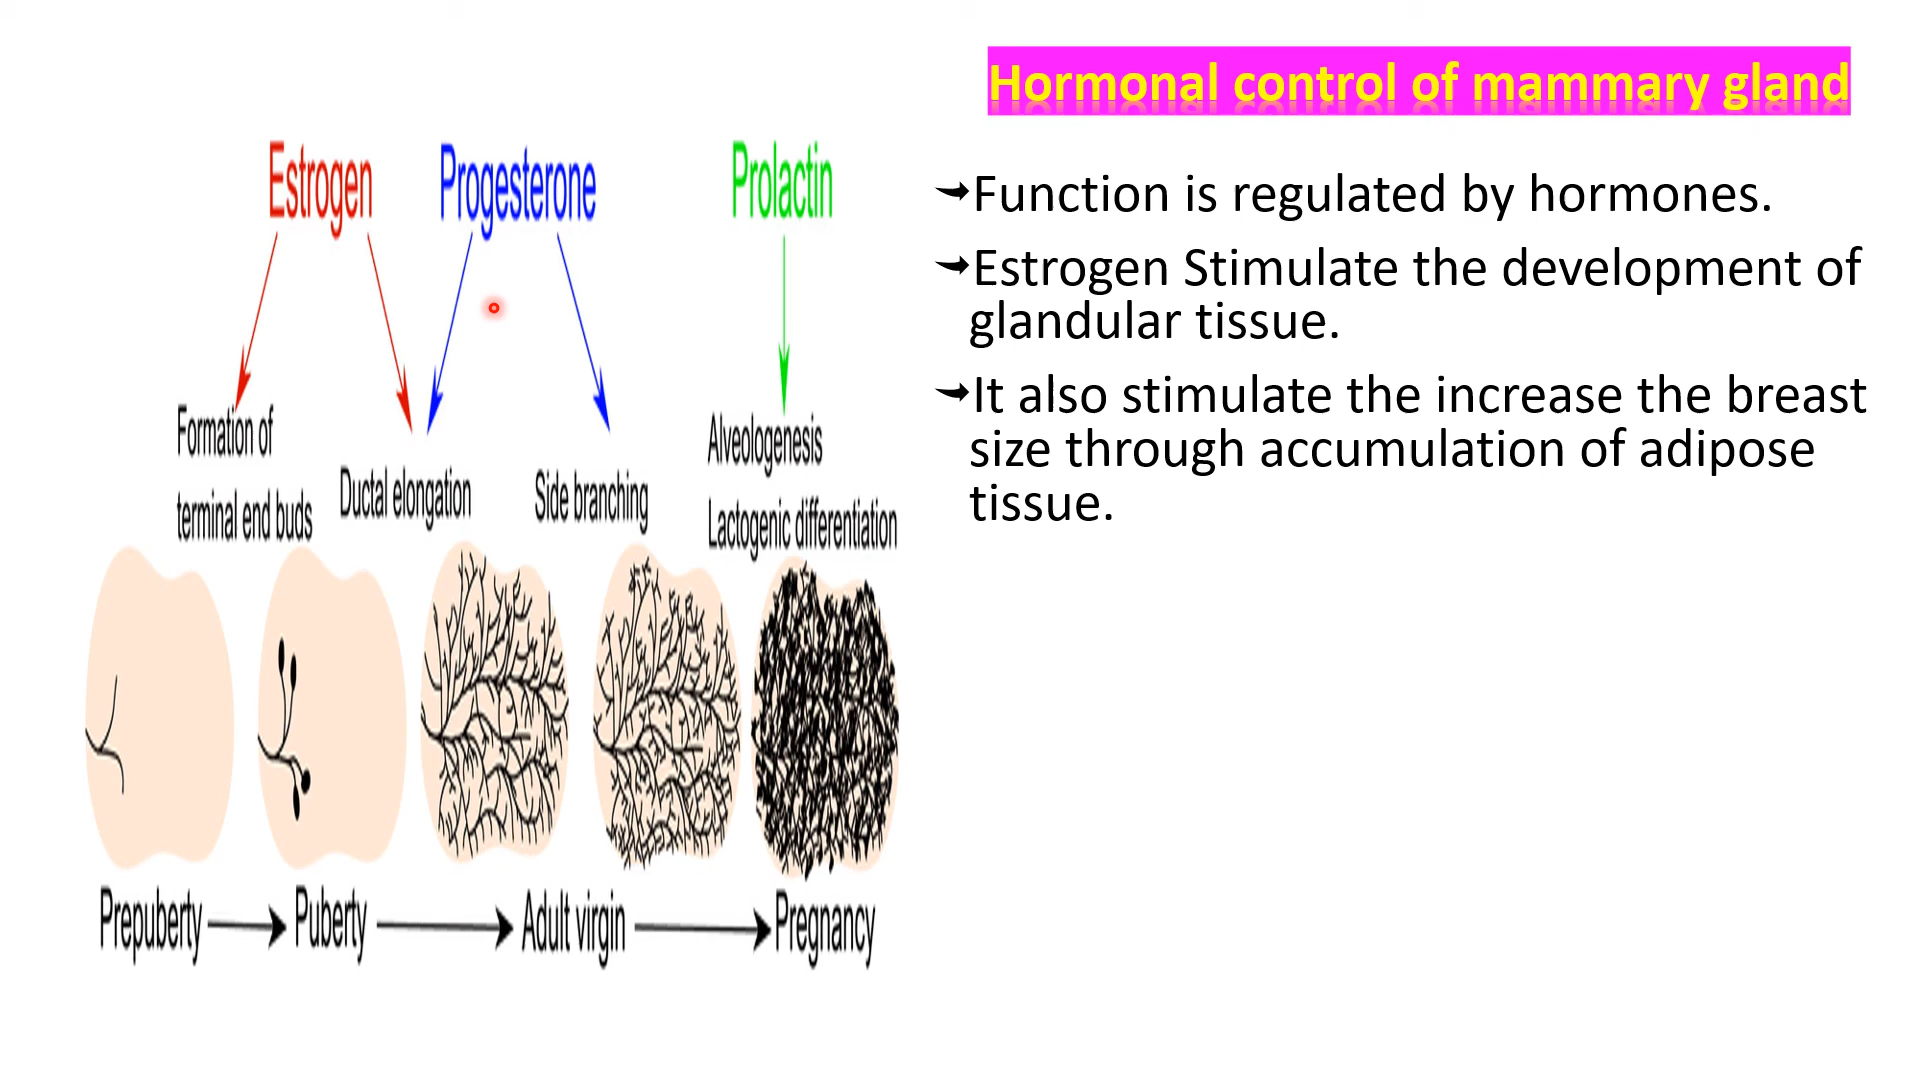 Hormonal control of mammary gland
Estrogen Progesterone Prolactin
Formation of
terminal end buds
Ductal elongation
Side branching
Alveologenesis
Lactogenic differentiation
Prepuberty Puberty Adult virgin Pregnancy
Function is regulated by hormones.
Estrogen Stimulate the development of
glandular tissue.
It also stimulate the increase the breast
size through accumulation of adipose
tissue.